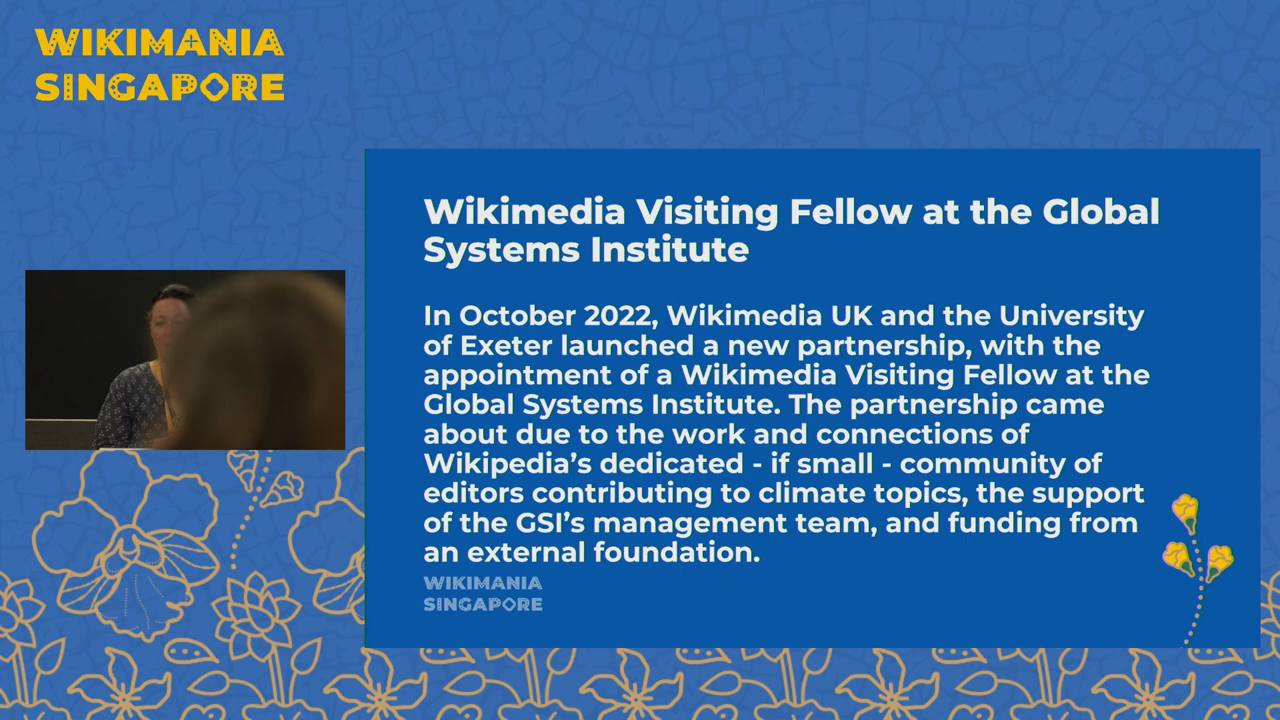 WIKIMANIA
SINGAPORE
Wikimedia Visiting Fellow at the Global
Systems Institute
In October 2022, Wikimedia UK and the University
of Exeter launched a new partnership, with the
appointment of a Wikimedia Visiting Fellow at the
Global Systems Institute. The partnership came
about due to the work and connections of
Wikipedia’s dedicated - if small - community of
editors contributing to climate topics, the support
of the GSI’s management team, and funding from
an external foundation.
WIKIMANIA
SINGAPORE